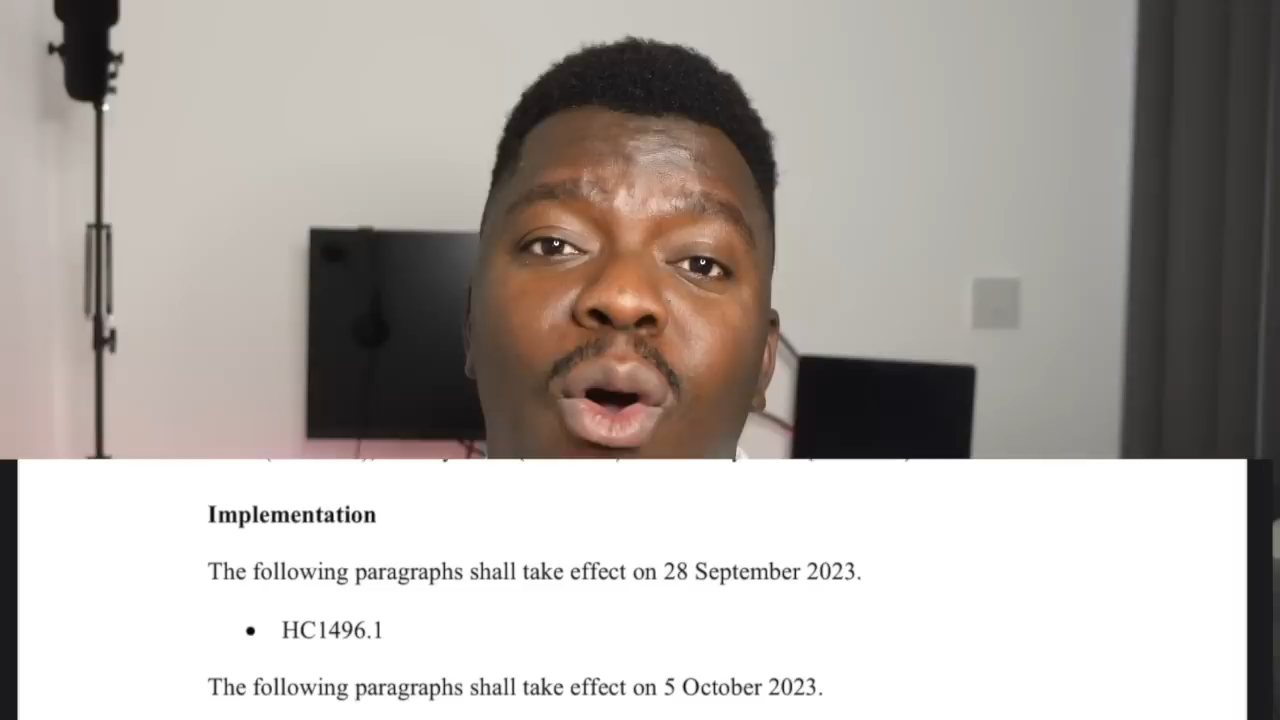 Implementation
The following paragraphs shall take effect on 28 September 2023.
• HC1496.1
The following paragraphs shall take effect on 5 October 2023.